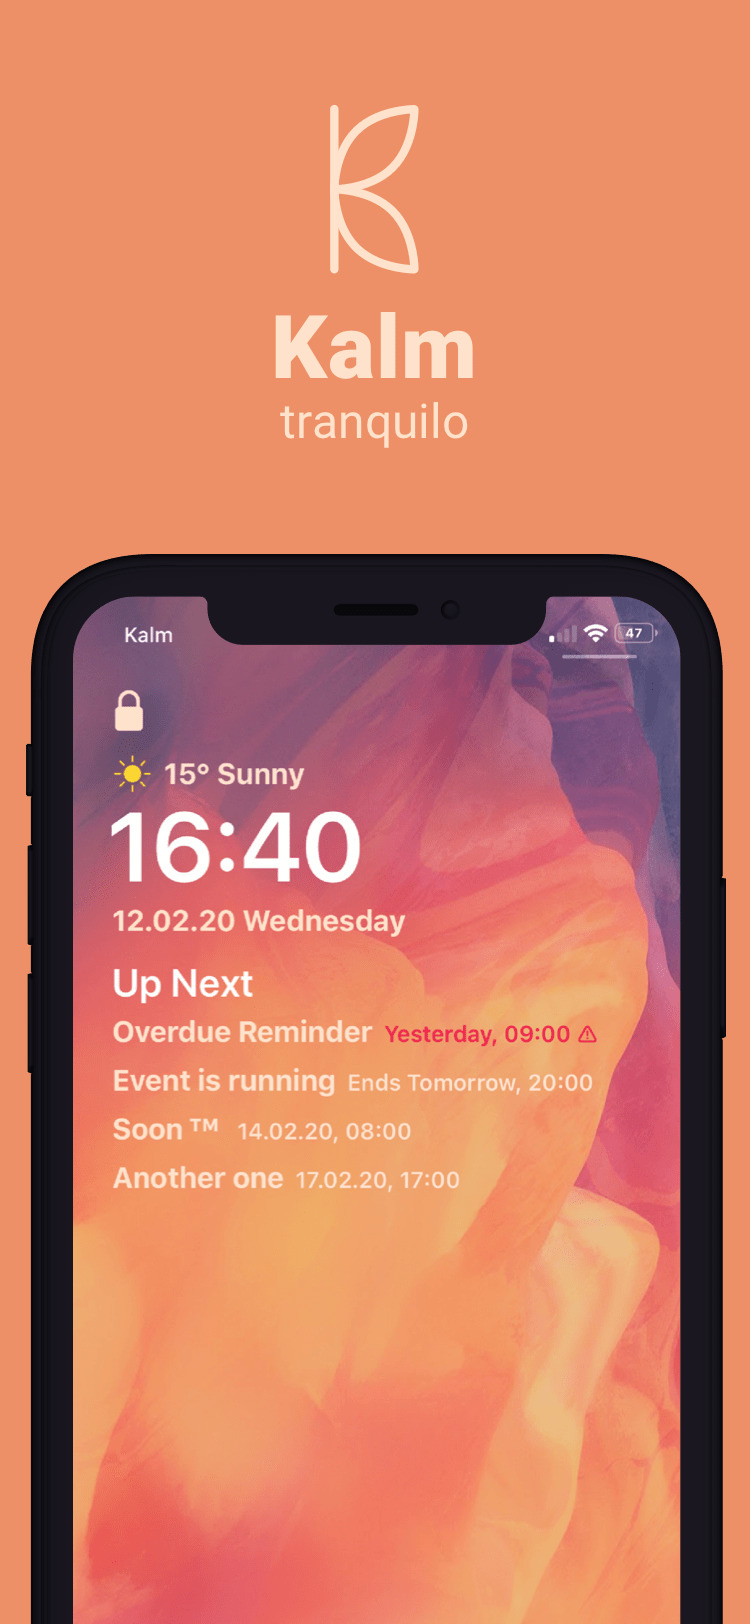 Kalm
tranquilo
Kalm
47
15° Sunny
16:40
12.02.20 Wednesday
Up Next
Overdue Reminder Yesterday, 09:00
Event is running Ends Tomorrow, 20:00
Soon ™ 14.02.20, 08:00
Another one 17.02.20, 17:00